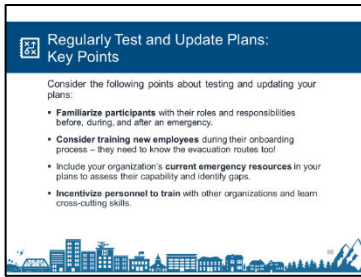 Regularly Test and Update Plans:
Key Points
Consider the following points about testing and updating your
plans:
▪ Familiarize participants with their roles and responsibilities
before, during, and after an emergency.
▪ Consider training new employees during their onboarding
process – they need to know the evacuation routes too!
▪ Include your organization's current emergency resources in your
plans to assess their capability and identify gaps.
▪ Incentivize personnel to train with other organizations and learn
cross-cutting skills.